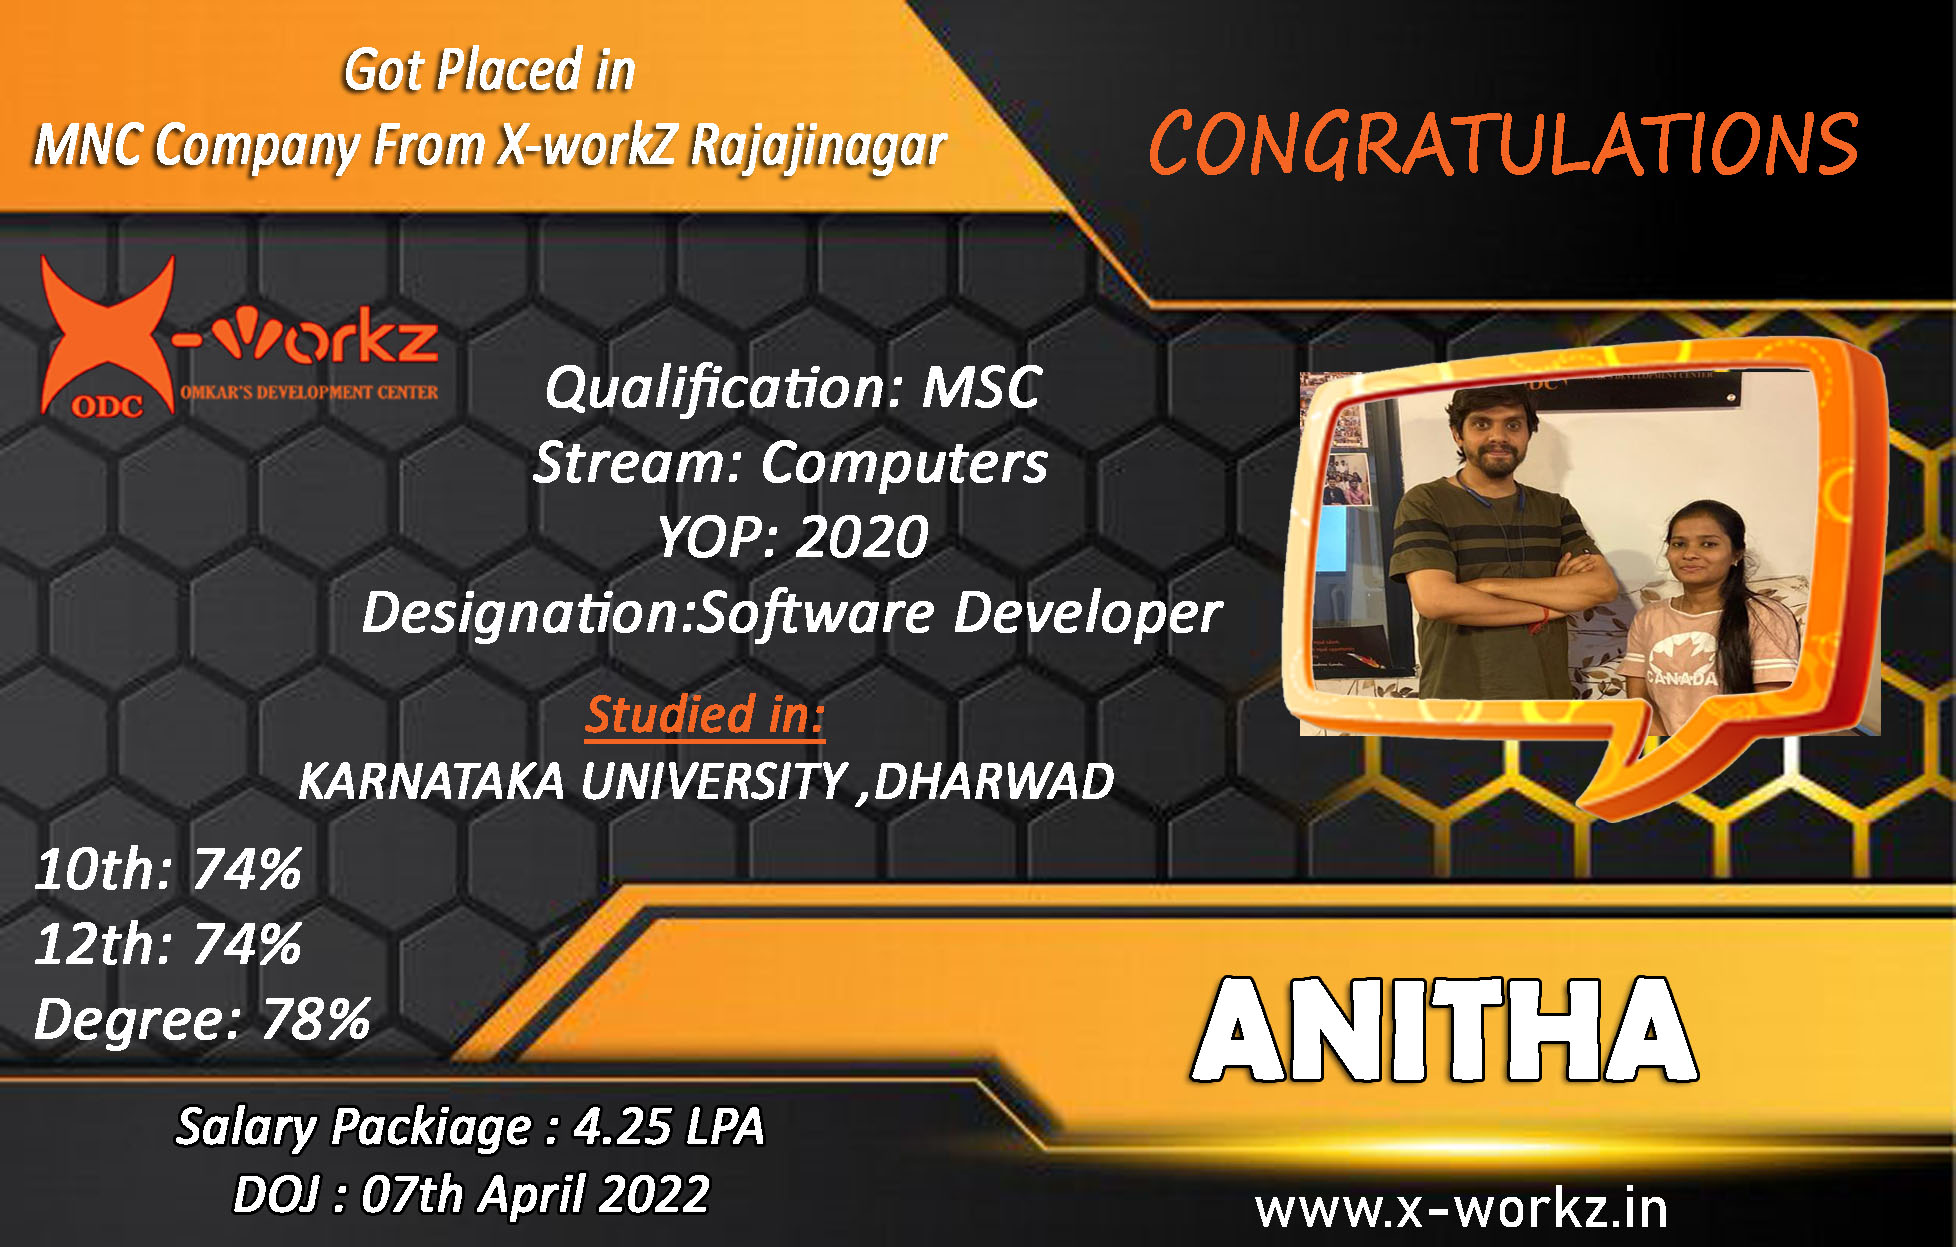 Got Placed in
MNC Company From X-workZ Rajajinagar
CONGRATULATIONS
X-workz
ODC
OMKAR'S DEVELOPMENT CENTER
Qualification: MSC
Stream: Computers
YOP: 2020
Designation:Software Developer
DC
CANADA
Studied in:
KARNATAKA UNIVERSITY ,DHARWAD
10th: 74%
12th: 74%
Degree: 78%
ANITHA
Salary Packiage : 4.25 LPA
DOJ : 07th April 2022
www.x-workz.in